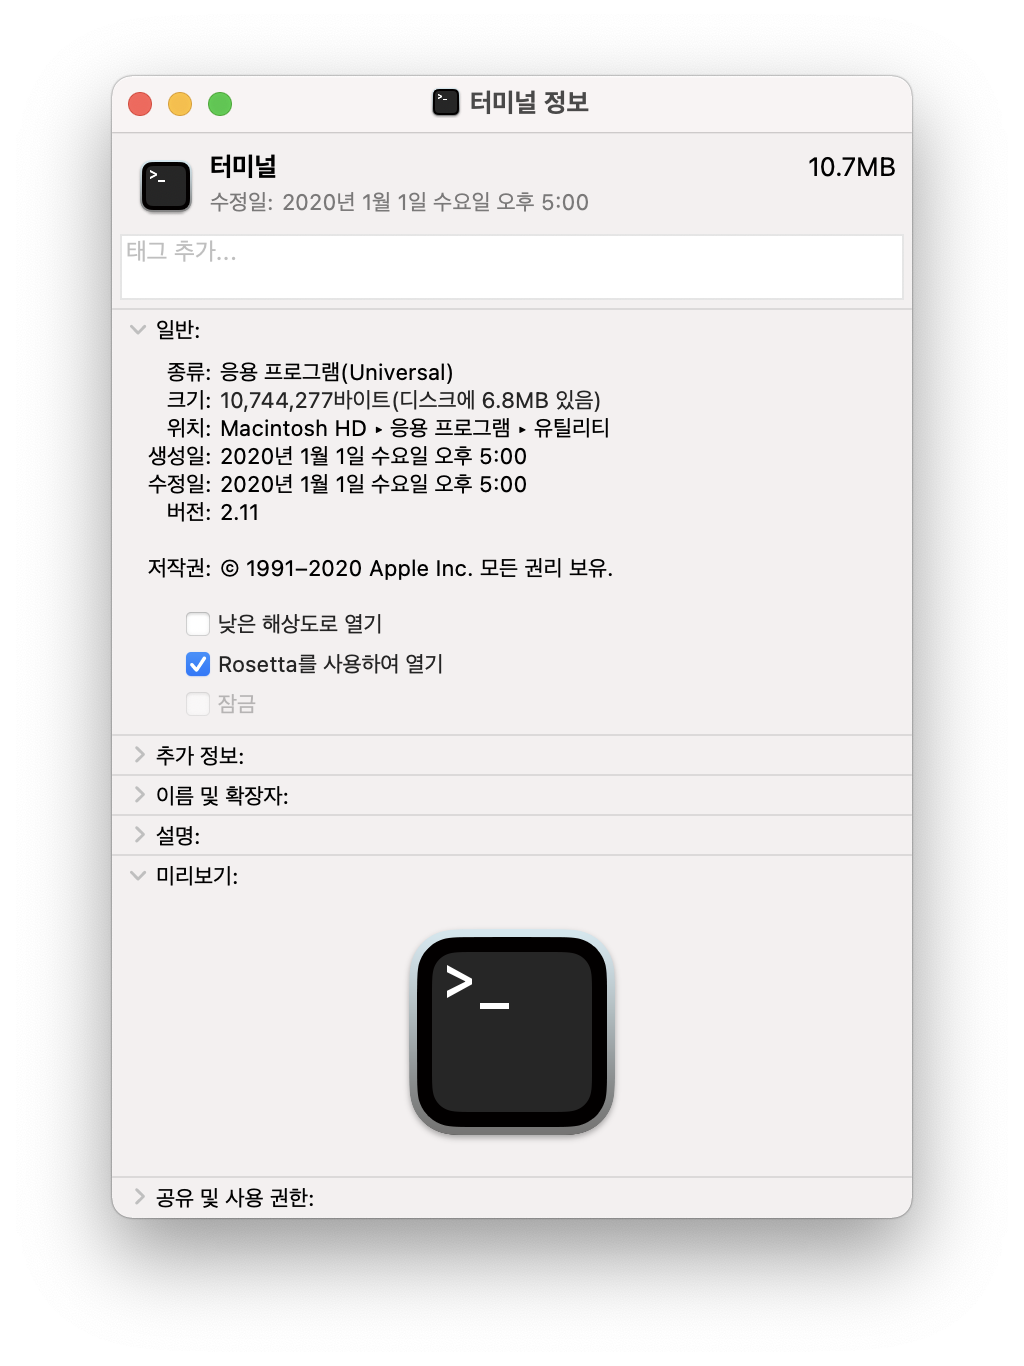 터미널 정보
터미널
10.7MB
수정일: 2020년 1월 1일 수요일 오후 5:00
태그 추가...
일반:
종류: 응용 프로그램(Universal)
크기: 10,744,277바이트(디스크에 6.8MB 있음)
위치: Macintosh HD ▸ 응용 프로그램 ▸ 유틸리티
생성일: 2020년 1월 1일 수요일 오후 5:00
수정일: 2020년 1월 1일 수요일 오후 5:00
버전: 2.11
저작권: © 1991–2020 Apple Inc. 모든 권리 보유.
낮은 해상도로 열기
Rosetta를 사용하여 열기
잠금
추가 정보:
이름 및 확장자:
설명:
미리보기:
>_
공유 및 사용 권한: